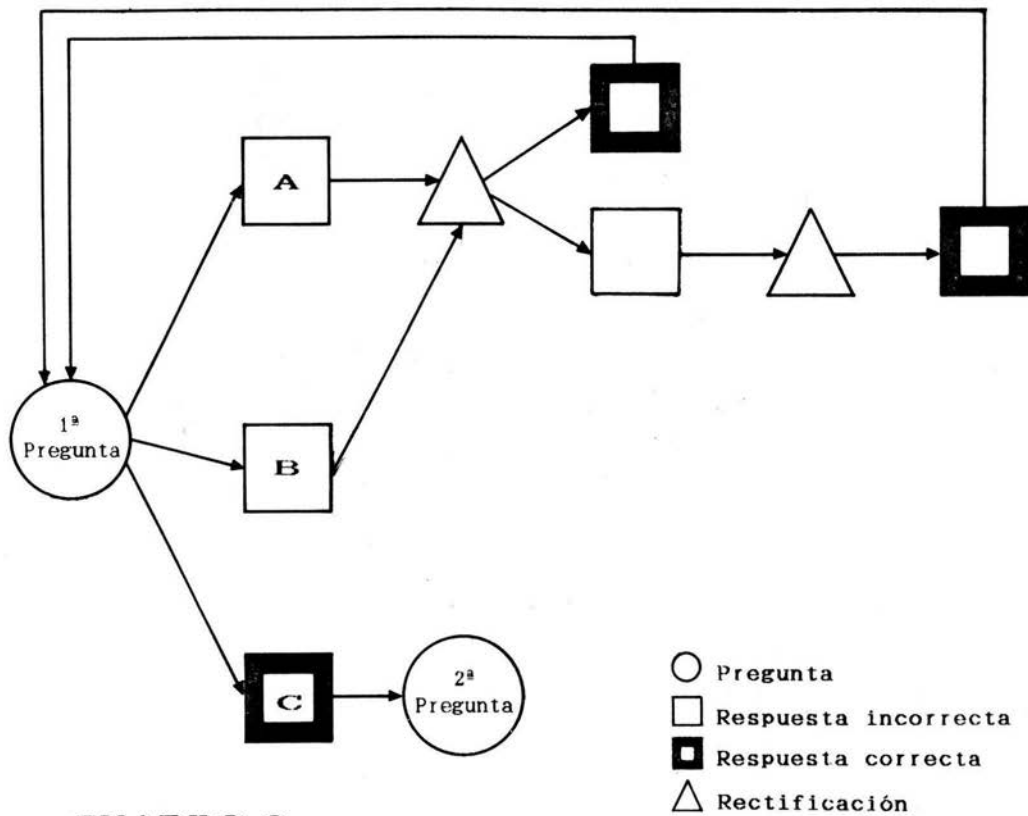 A
1ª
Pregunta
B
C
2ª
Pregunta
Pregunta
Respuesta incorrecta
Respuesta correcta
Rectificación